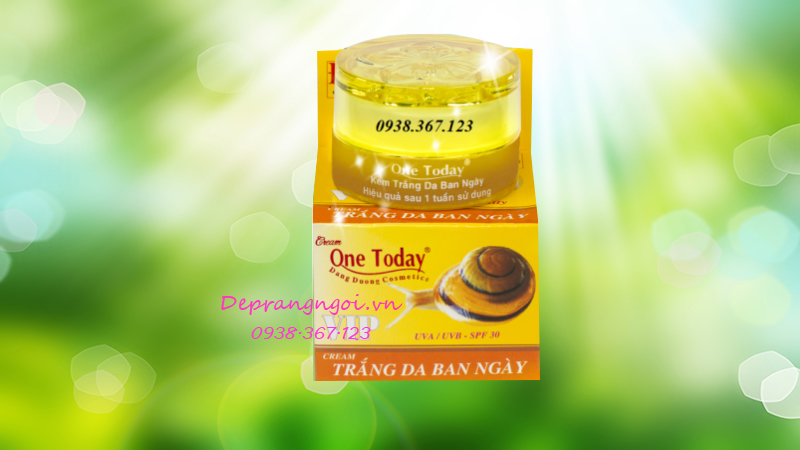 0938.367.123
One Today®
Kem Trắng Da Ban Ngày
Hiệu quả sau 1 tuần sử dụng
CREAM
TRẮNG DA BAN NGÀY
Cream
One Today®
Dang Duong Cosmetics
Deprangngoi.vn
VIP
0938.367.123
UVA / UVB - SPF 30
CREAM
TRẮNG DA BAN NGÀY